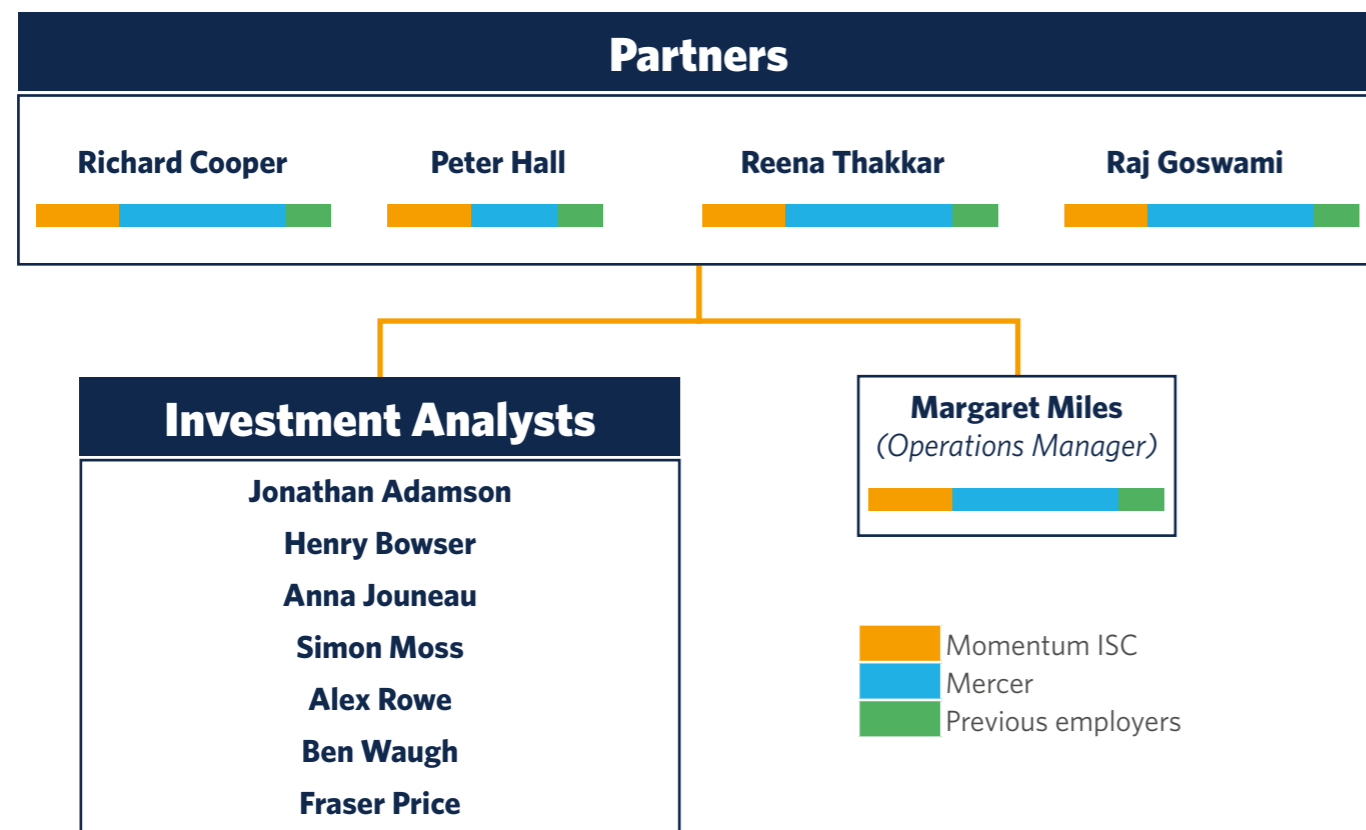 Partners
Richard Cooper
Peter Hall
Reena Thakkar
Raj Goswami
Investment Analysts
Jonathan Adamson
Henry Bowser
Anna Jouneau
Simon Moss
Alex Rowe
Ben Waugh
Fraser Price
Margaret Miles
(Operations Manager)
Momentum ISC
Mercer
Previous employers